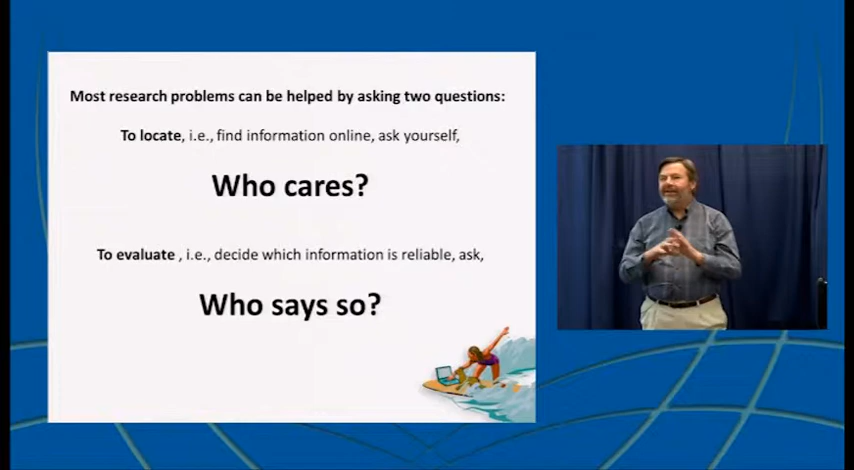 Most research problems can be helped by asking two questions:
To locate, i.e., find information online, ask yourself,
Who cares?
To evaluate , i.e., decide which information is reliable, ask,
Who says so?